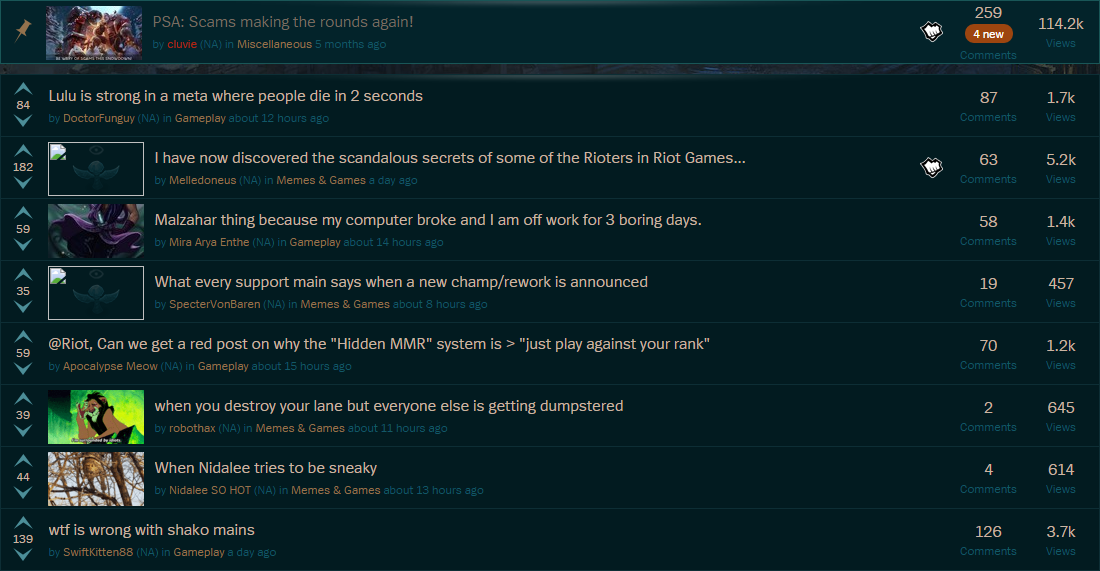 PSA: Scams making the rounds again!
by cluvie (NA) in Miscellaneous 5 months ago
259
4 new
Comments
114.2k
Views
84
Lulu is strong in a meta where people die in 2 seconds
by DoctorFunguy (NA) in Gameplay about 12 hours ago
87
Comments
1.7k
Views
182
I have now discovered the scandalous secrets of some of the Rioters in Riot Games...
by Melledoneus (NA) in Memes & Games a day ago
63
Comments
5.2k
Views
59
Malzahar thing because my computer broke and I am off work for 3 boring days.
by Mira Arya Enthe (NA) in Gameplay about 14 hours ago
58
Comments
1.4k
Views
35
What every support main says when a new champ/rework is announced
by SpecterVonBaren (NA) in Memes & Games about 8 hours ago
19
Comments
457
Views
59
@Riot, Can we get a red post on why the "Hidden MMR" system is > "just play against your rank"
by Apocalypse Meow (NA) in Gameplay about 15 hours ago
70
Comments
1.2k
Views
39
when you destroy your lane but everyone else is getting dumpstered
by robothax (NA) in Memes & Games about 11 hours ago
2
Comments
645
Views
44
When Nidalee tries to be sneaky
by Nidalee SO HOT (NA) in Memes & Games about 13 hours ago
4
Comments
614
Views
139
wtf is wrong with shako mains
by SwiftKitten88 (NA) in Gameplay a day ago
126
Comments
3.7k
Views